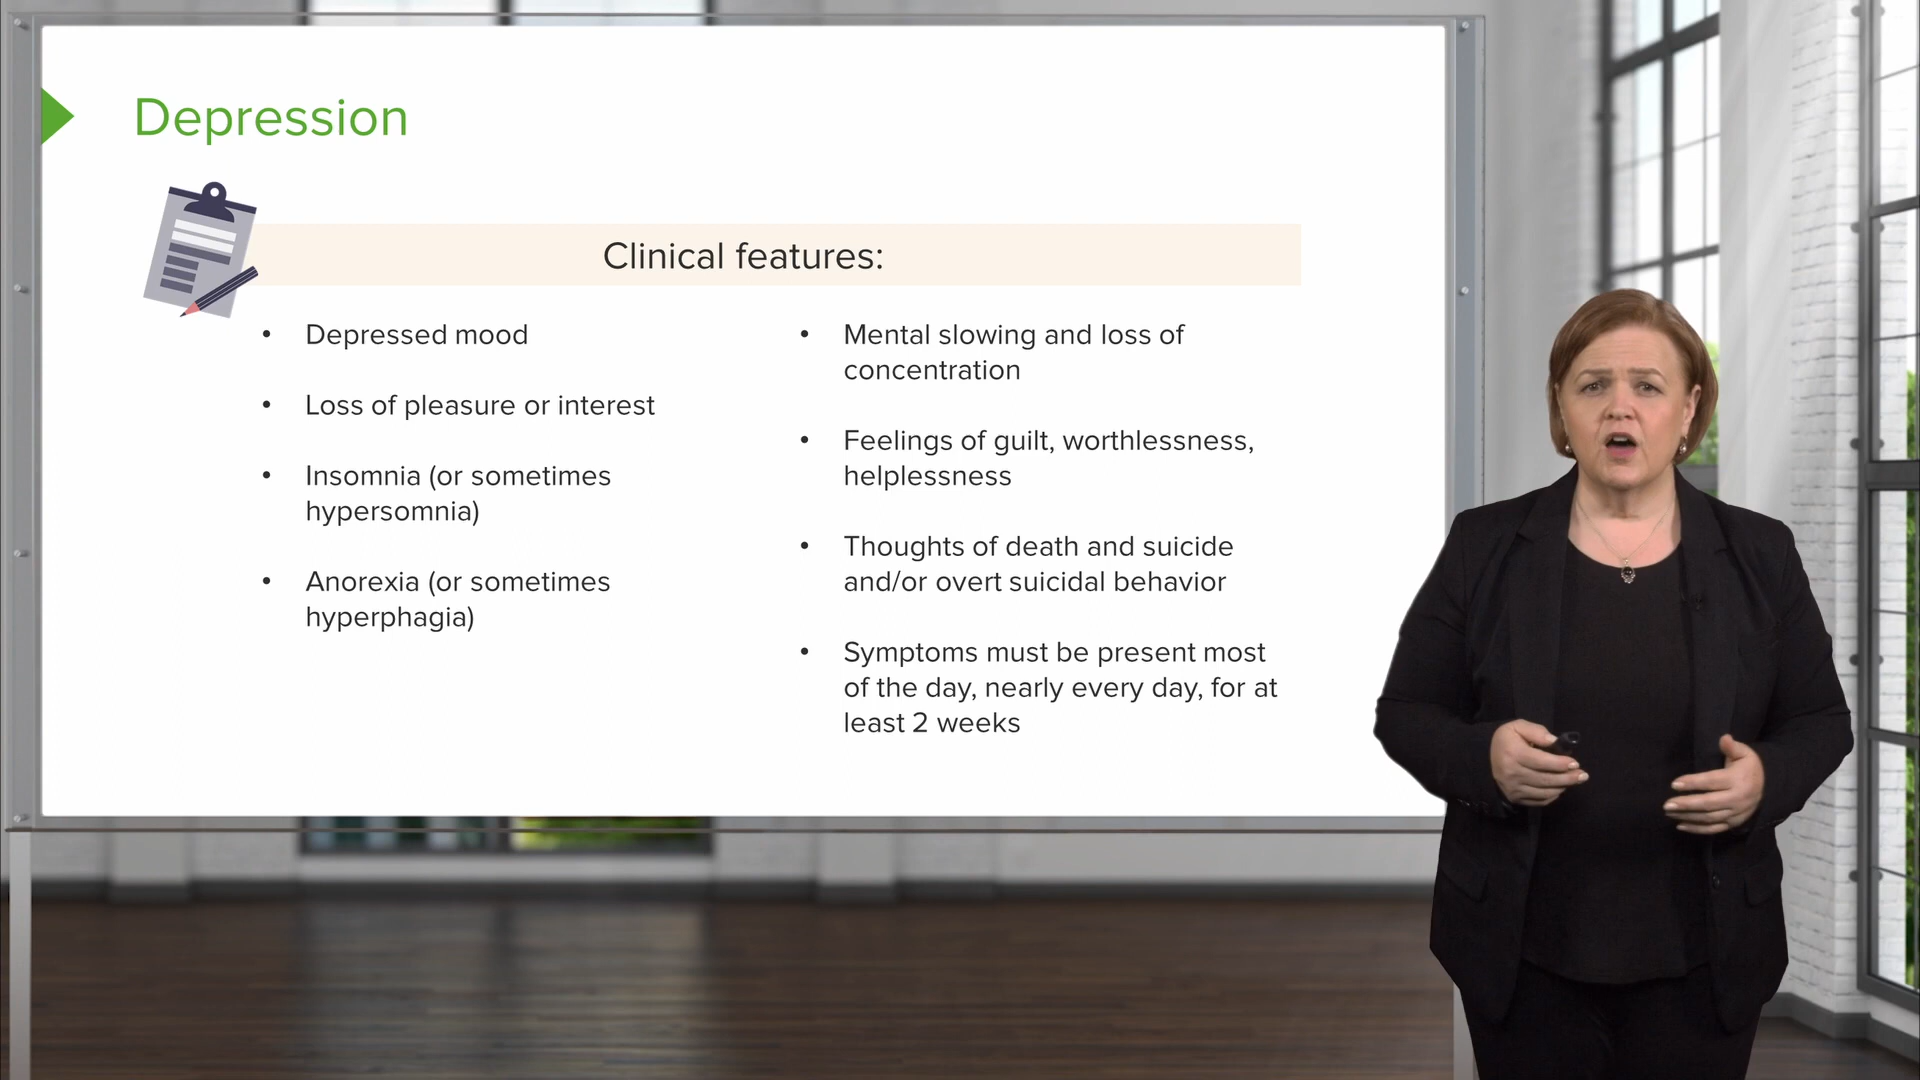 Depression
Clinical features:
• Depressed mood
• Loss of pleasure or interest
• Insomnia (or sometimes
hypersomnia)
• Anorexia (or sometimes
hyperphagia)
• Mental slowing and loss of
concentration
• Feelings of guilt, worthlessness,
helplessness
• Thoughts of death and suicide
and/or overt suicidal behavior
• Symptoms must be present most
of the day, nearly every day, for at
least 2 weeks